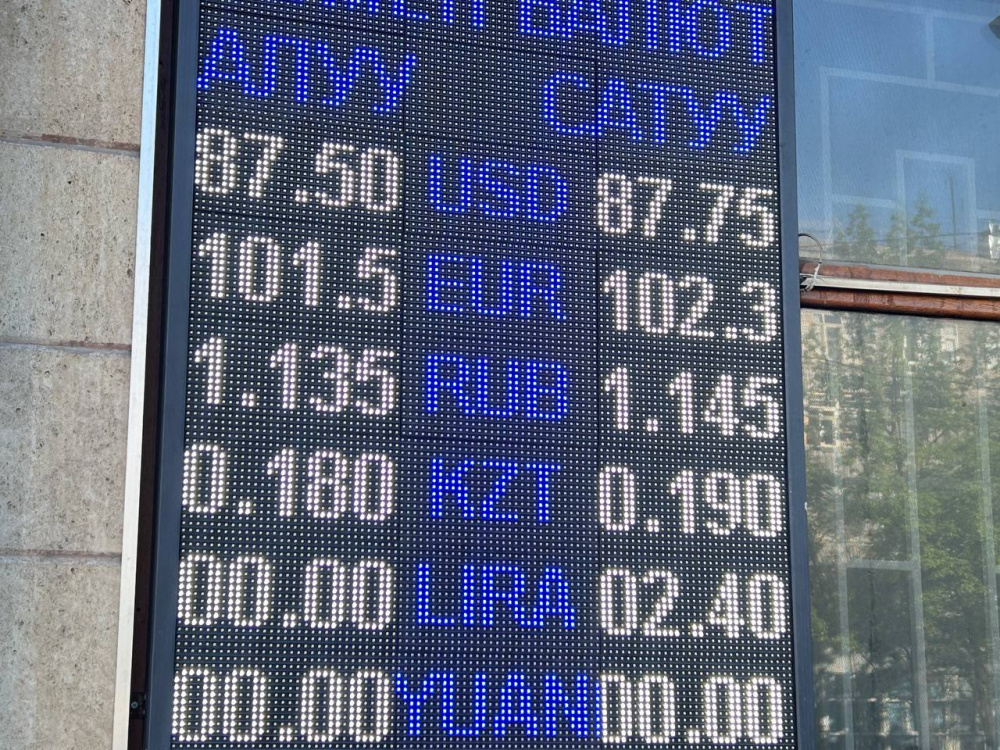 ВАЛЮТ
АЛУУ САТУУ
87.50 USD 87.75
101.5 EUR 102.3
1.135 RUB 1.145
0.180 KZT 0.190
00.00 LIRA 02.40
00.00 YUAN 00.00